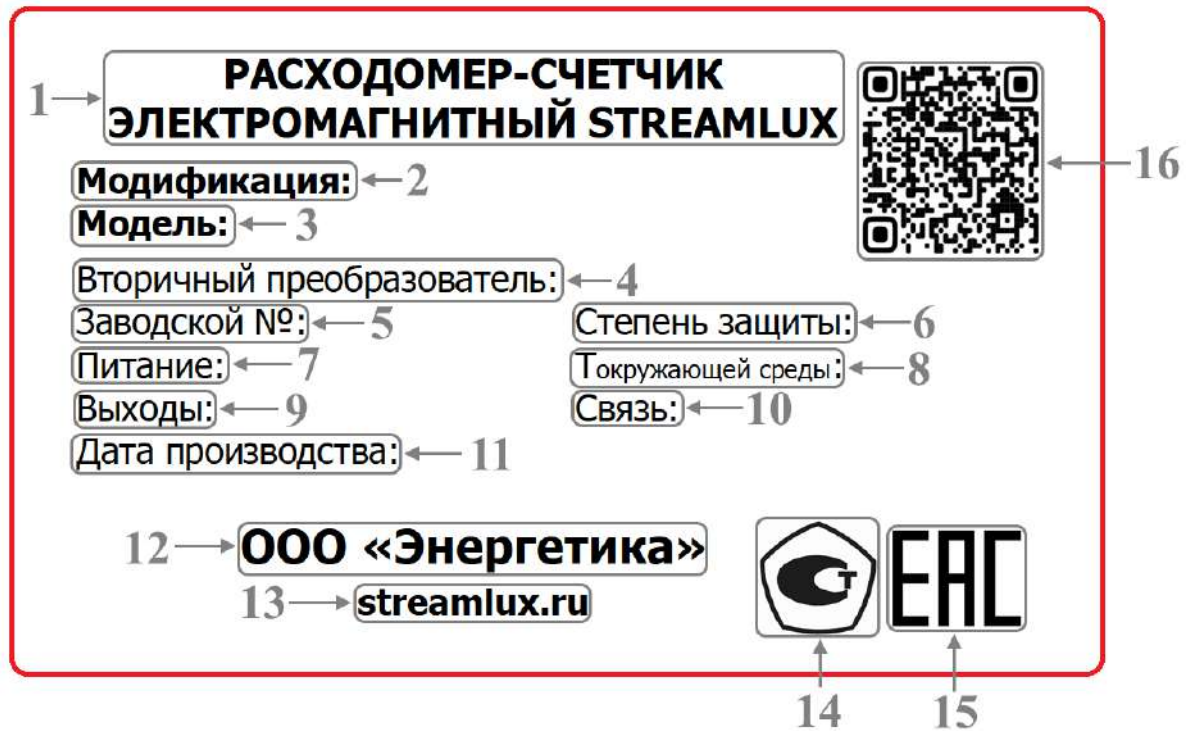 1 РАСХОДОМЕР-СЧЕТЧИК
ЭЛЕКТРОМАГНИТНЫЙ STREAMLUX
16
Модификация: 2
Модель: 3
Вторичный преобразователь: 4
Заводской №: 5 Степень защиты: 6
Питание: 7 Токружающей среды: 8
Выходы: 9 Связь: 10
Дата производства: 11
12 ООО «Энергетика»
13 streamlux.ru
СТ EAC
14 15